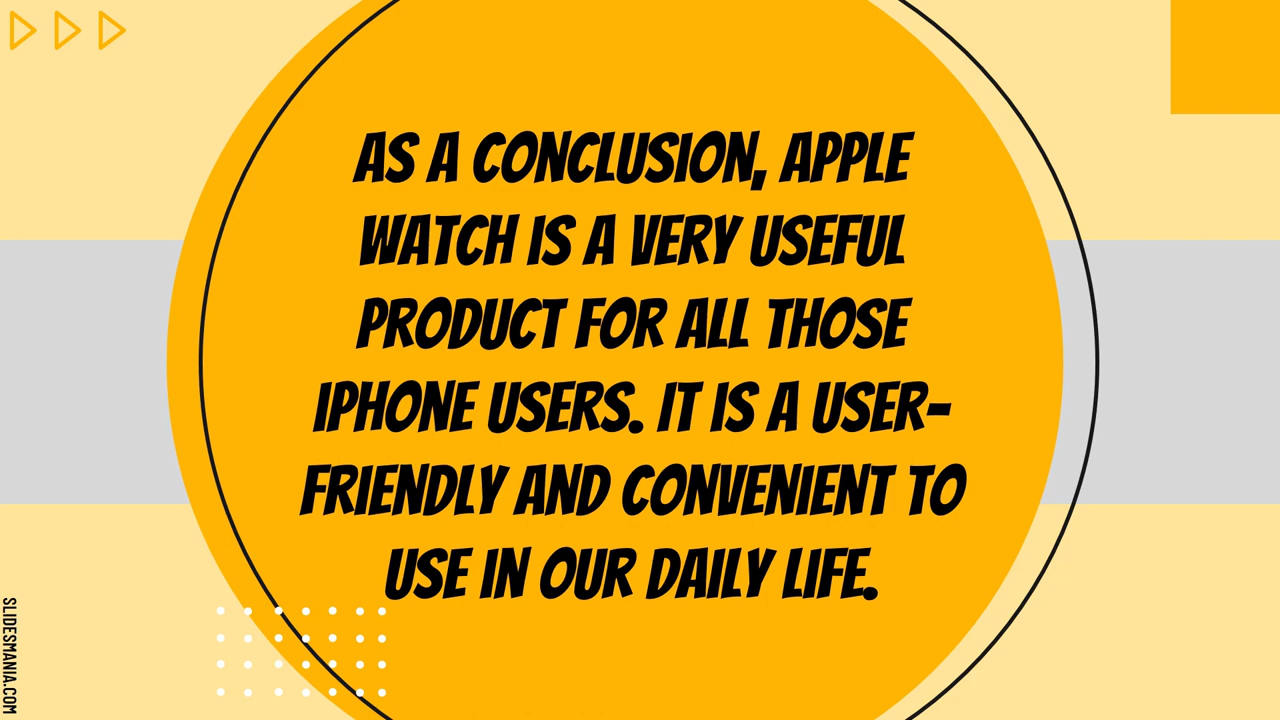 AS A CONCLUSION, APPLE
WATCH IS A VERY USEFUL
PRODUCT FOR ALL THOSE
IPHONE USERS. IT IS A USER-
FRIENDLY AND CONVENIENT TO
USE IN OUR DAILY LIFE.
SLIDESMANIA.COM